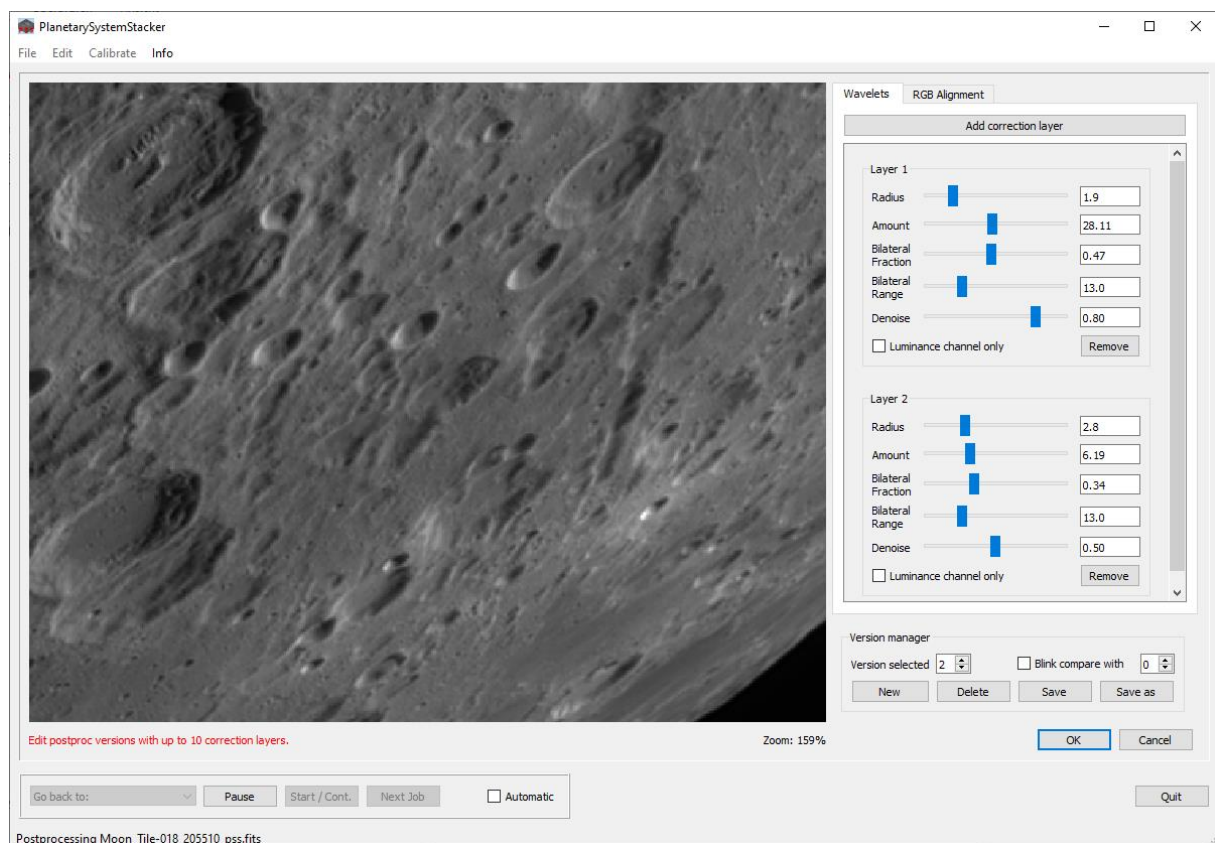 PlanetarySystemStacker
File Edit Calibrate Info
Wavelets RGB Alignment
Add correction layer
Layer 1
Radius 1.9
Amount 28.11
Bilateral Fraction 0.47
Bilateral Range 13.0
Denoise 0.80
Luminance channel only Remove
Layer 2
Radius 2.8
Amount 6.19
Bilateral Fraction 0.34
Bilateral Range 13.0
Denoise 0.50
Luminance channel only Remove
Version manager
Version selected 2 Blink compare with 0
New Delete Save Save as
Edit postproc versions with up to 10 correction layers. Zoom: 159% OK Cancel
Go back to: Pause Start / Cont. Next Job Automatic Quit
Postprocessing Moon_Tile-018_205510_pss.fits